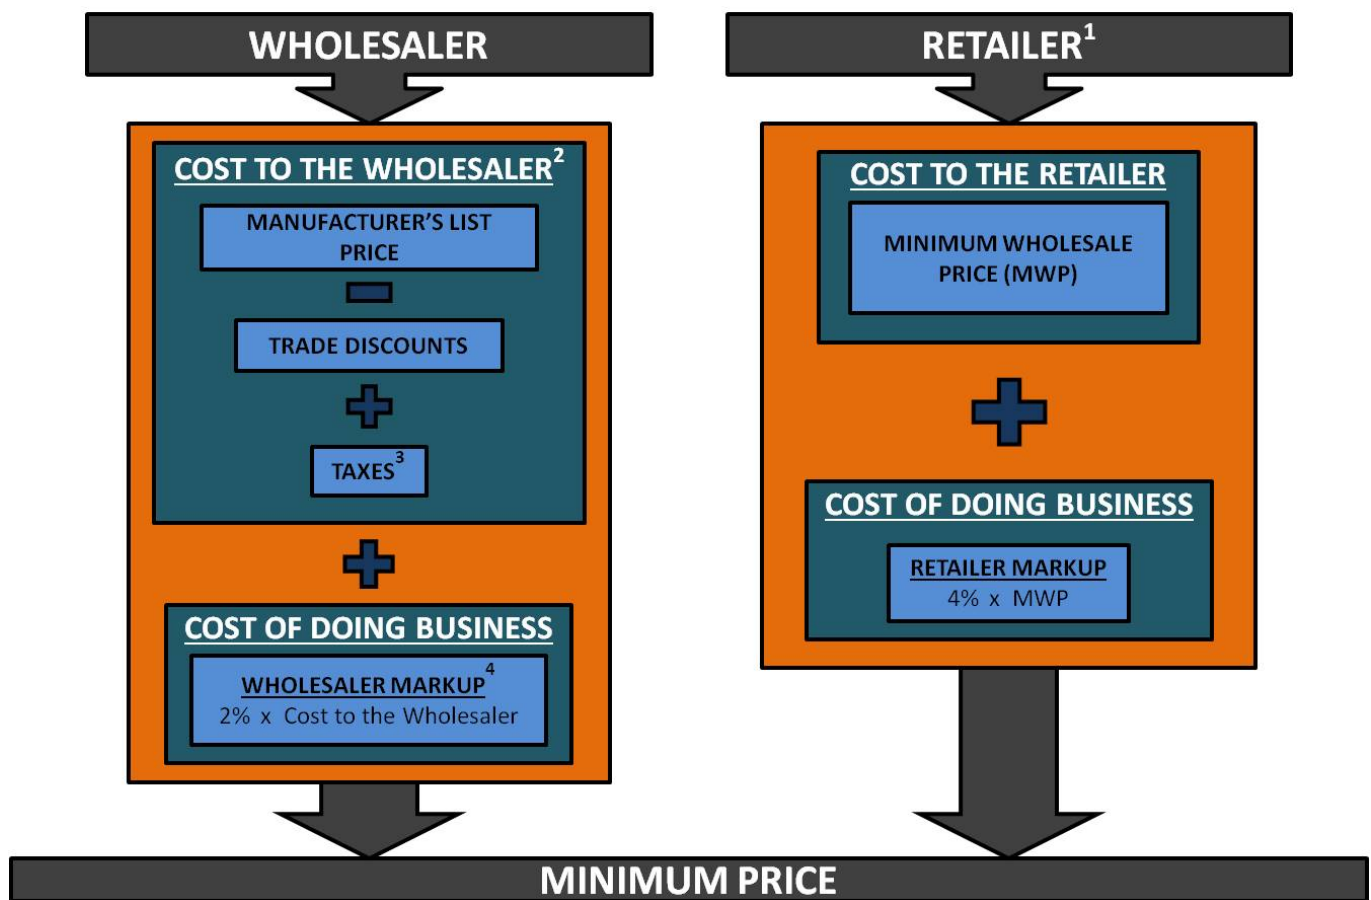 WHOLESALER
COST TO THE WHOLESALER²
MANUFACTURER’S LIST
PRICE
TRADE DISCOUNTS
TAXES³
COST OF DOING BUSINESS
WHOLESALER MARKUP⁴
2% x Cost to the Wholesaler
RETAILER¹
COST TO THE RETAILER
MINIMUM WHOLESALE
PRICE (MWP)
COST OF DOING BUSINESS
RETAILER MARKUP
4% x MWP
MINIMUM PRICE